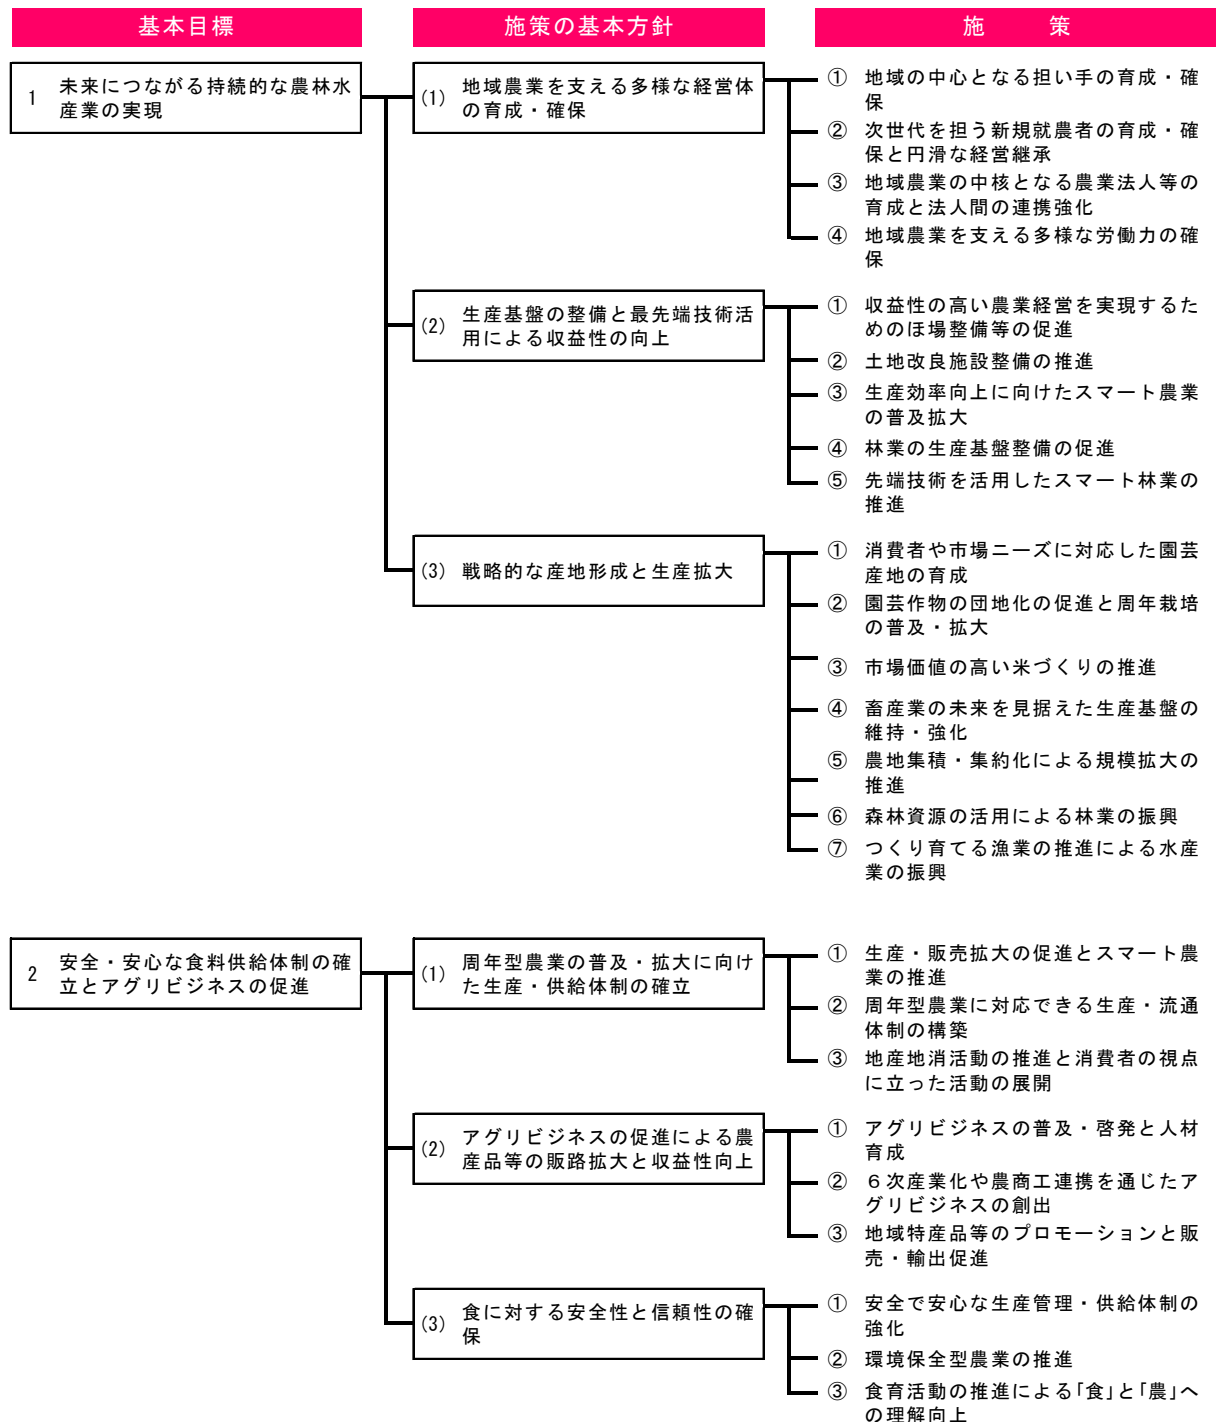 基本目標
施策の基本方針
施　　策
1 未来につながる持続的な農林水
産業の実現
(1) 地域農業を支える多様な経営体
の育成・確保
① 地域の中心となる担い手の育成・確
保
② 次世代を担う新規就農者の育成・確
保と円滑な経営継承
③ 地域農業の中核となる農業法人等の
育成と法人間の連携強化
④ 地域農業を支える多様な労働力の確
保
(2) 生産基盤の整備と最先端技術活
用による収益性の向上
① 収益性の高い農業経営を実現するた
めのほ場整備等の促進
② 土地改良施設整備の推進
③ 生産効率向上に向けたスマート農業
の普及拡大
④ 林業の生産基盤整備の促進
⑤ 先端技術を活用したスマート林業の
推進
(3) 戦略的な産地形成と生産拡大
① 消費者や市場ニーズに対応した園芸
産地の育成
② 園芸作物の団地化の促進と周年栽培
の普及・拡大
③ 市場価値の高い米づくりの推進
④ 畜産業の未来を見据えた生産基盤の
維持・強化
⑤ 農地集積・集約化による規模拡大の
推進
⑥ 森林資源の活用による林業の振興
⑦ つくり育てる漁業の推進による水産
業の振興
2 安全・安心な食料供給体制の確
立とアグリビジネスの促進
(1) 周年型農業の普及・拡大に向け
た生産・供給体制の確立
① 生産・販売拡大の促進とスマート農
業の推進
② 周年型農業に対応できる生産・流通
体制の構築
③ 地産地消活動の推進と消費者の視点
に立った活動の展開
(2) アグリビジネスの促進による農
産品等の販路拡大と収益性向上
① アグリビジネスの普及・啓発と人材
育成
② ６次産業化や農商工連携を通じたア
グリビジネスの創出
③ 地域特産品等のプロモーションと販
売・輸出促進
(3) 食に対する安全性と信頼性の確
保
① 安全で安心な生産管理・供給体制の
強化
② 環境保全型農業の推進
③ 食育活動の推進による｢食｣と｢農｣へ
の理解向上